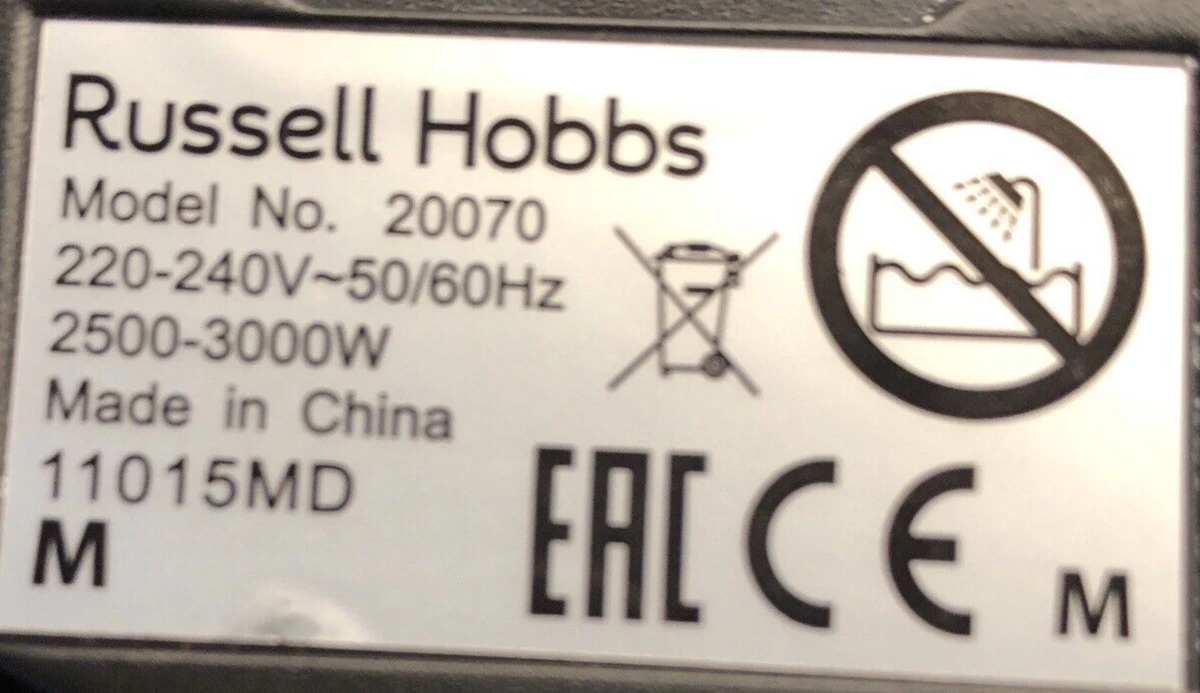 Russell Hobbs
Model No. 20070
220-240V~50/60Hz
2500-3000W
Made in China
11015MD
M
EAC CE M